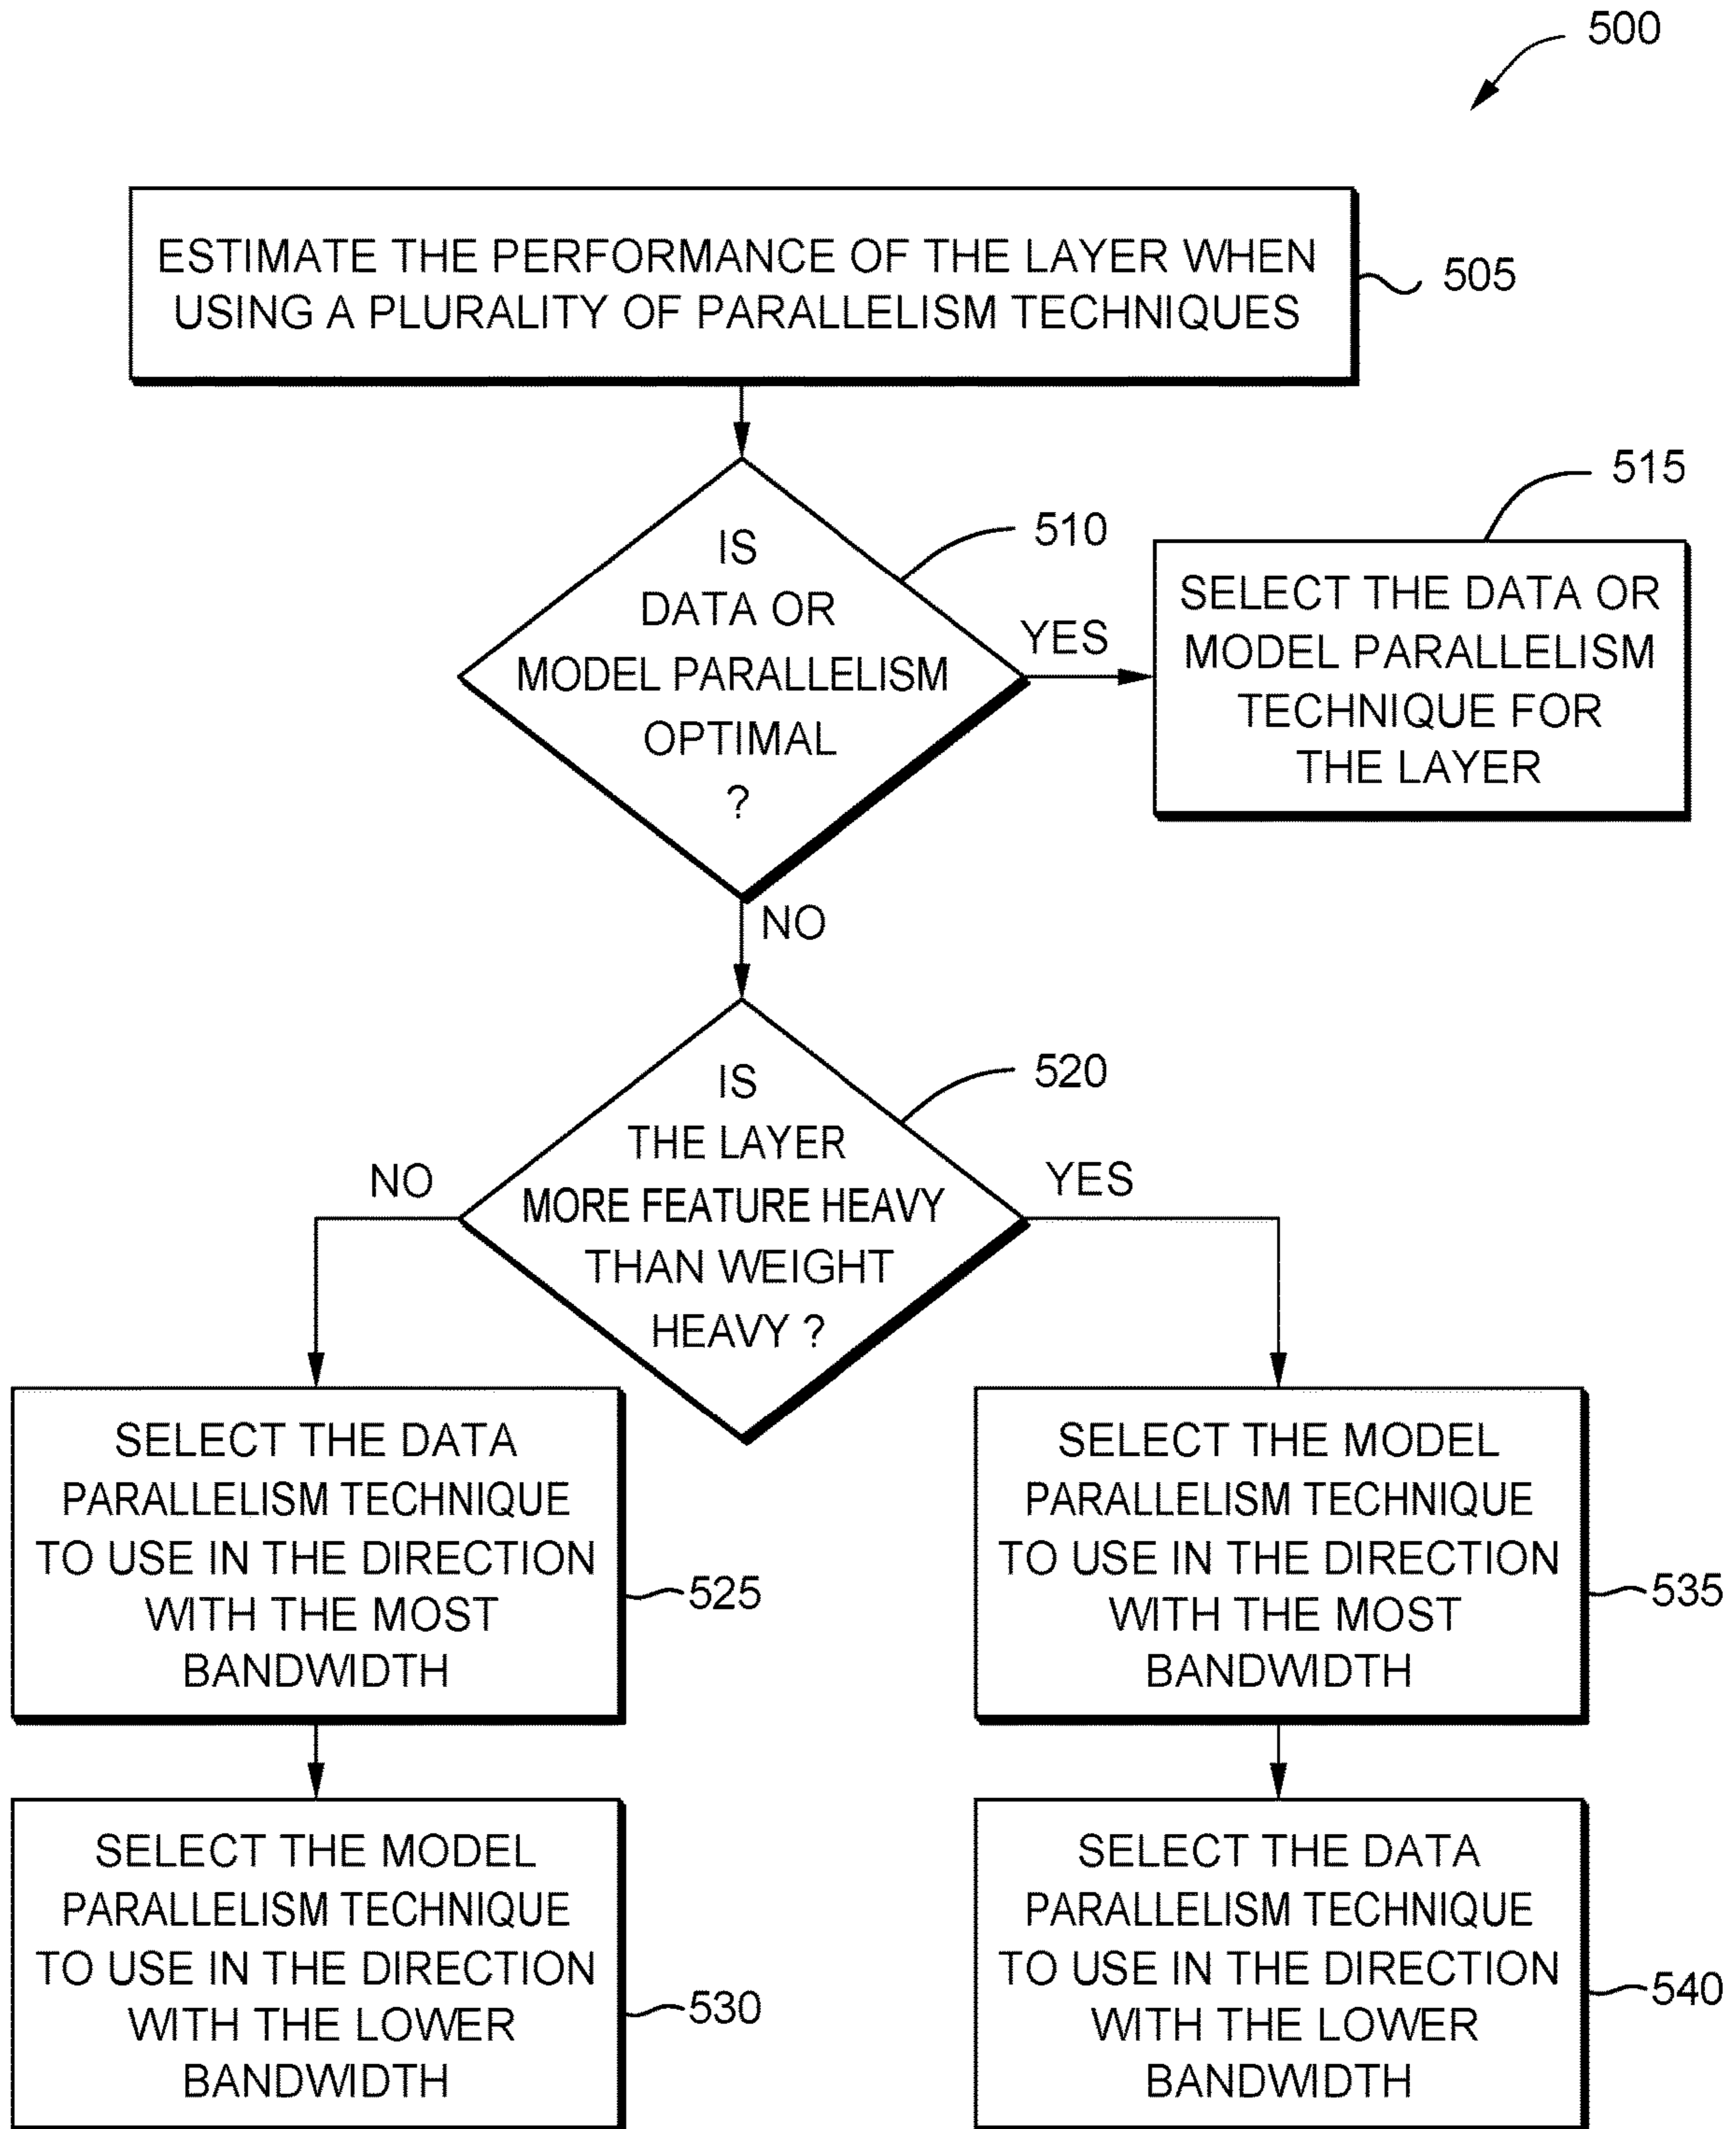 500
ESTIMATE THE PERFORMANCE OF THE LAYER WHEN
USING A PLURALITY OF PARALLELISM TECHNIQUES
505
IS
DATA OR
MODEL PARALLELISM
OPTIMAL
?
510
YES
515
SELECT THE DATA OR
MODEL PARALLELISM
TECHNIQUE FOR
THE LAYER
NO
IS
THE LAYER
MORE FEATURE HEAVY
THAN WEIGHT
HEAVY ?
520
NO
YES
SELECT THE DATA
PARALLELISM TECHNIQUE
TO USE IN THE DIRECTION
WITH THE MOST
BANDWIDTH
525
SELECT THE MODEL
PARALLELISM TECHNIQUE
TO USE IN THE DIRECTION
WITH THE MOST
BANDWIDTH
535
SELECT THE MODEL
PARALLELISM TECHNIQUE
TO USE IN THE DIRECTION
WITH THE LOWER
BANDWIDTH
530
SELECT THE DATA
PARALLELISM TECHNIQUE
TO USE IN THE DIRECTION
WITH THE LOWER
BANDWIDTH
540